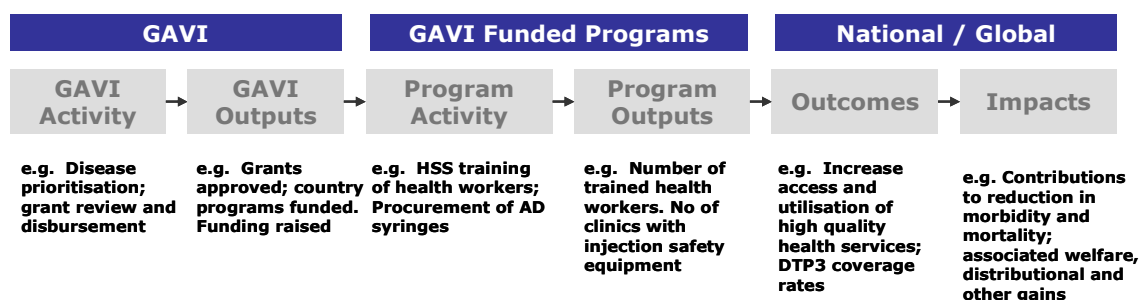 GAVI
GAVI Funded Programs
National / Global
GAVI
Activity
GAVI
Outputs
Program
Activity
Program
Outputs
Outcomes
Impacts
e.g. Disease
prioritisation;
grant review and
disbursement
e.g. Grants
approved; country
programs funded.
Funding raised
e.g. HSS training
of health workers;
Procurement of AD
syringes
e.g. Number of
trained health
workers. No of
clinics with
injection safety
equipment
e.g. Increase
access and
utilisation of
high quality
health services;
DTP3 coverage
rates
e.g. Contributions
to reduction in
morbidity and
mortality;
associated welfare,
distributional and
other gains